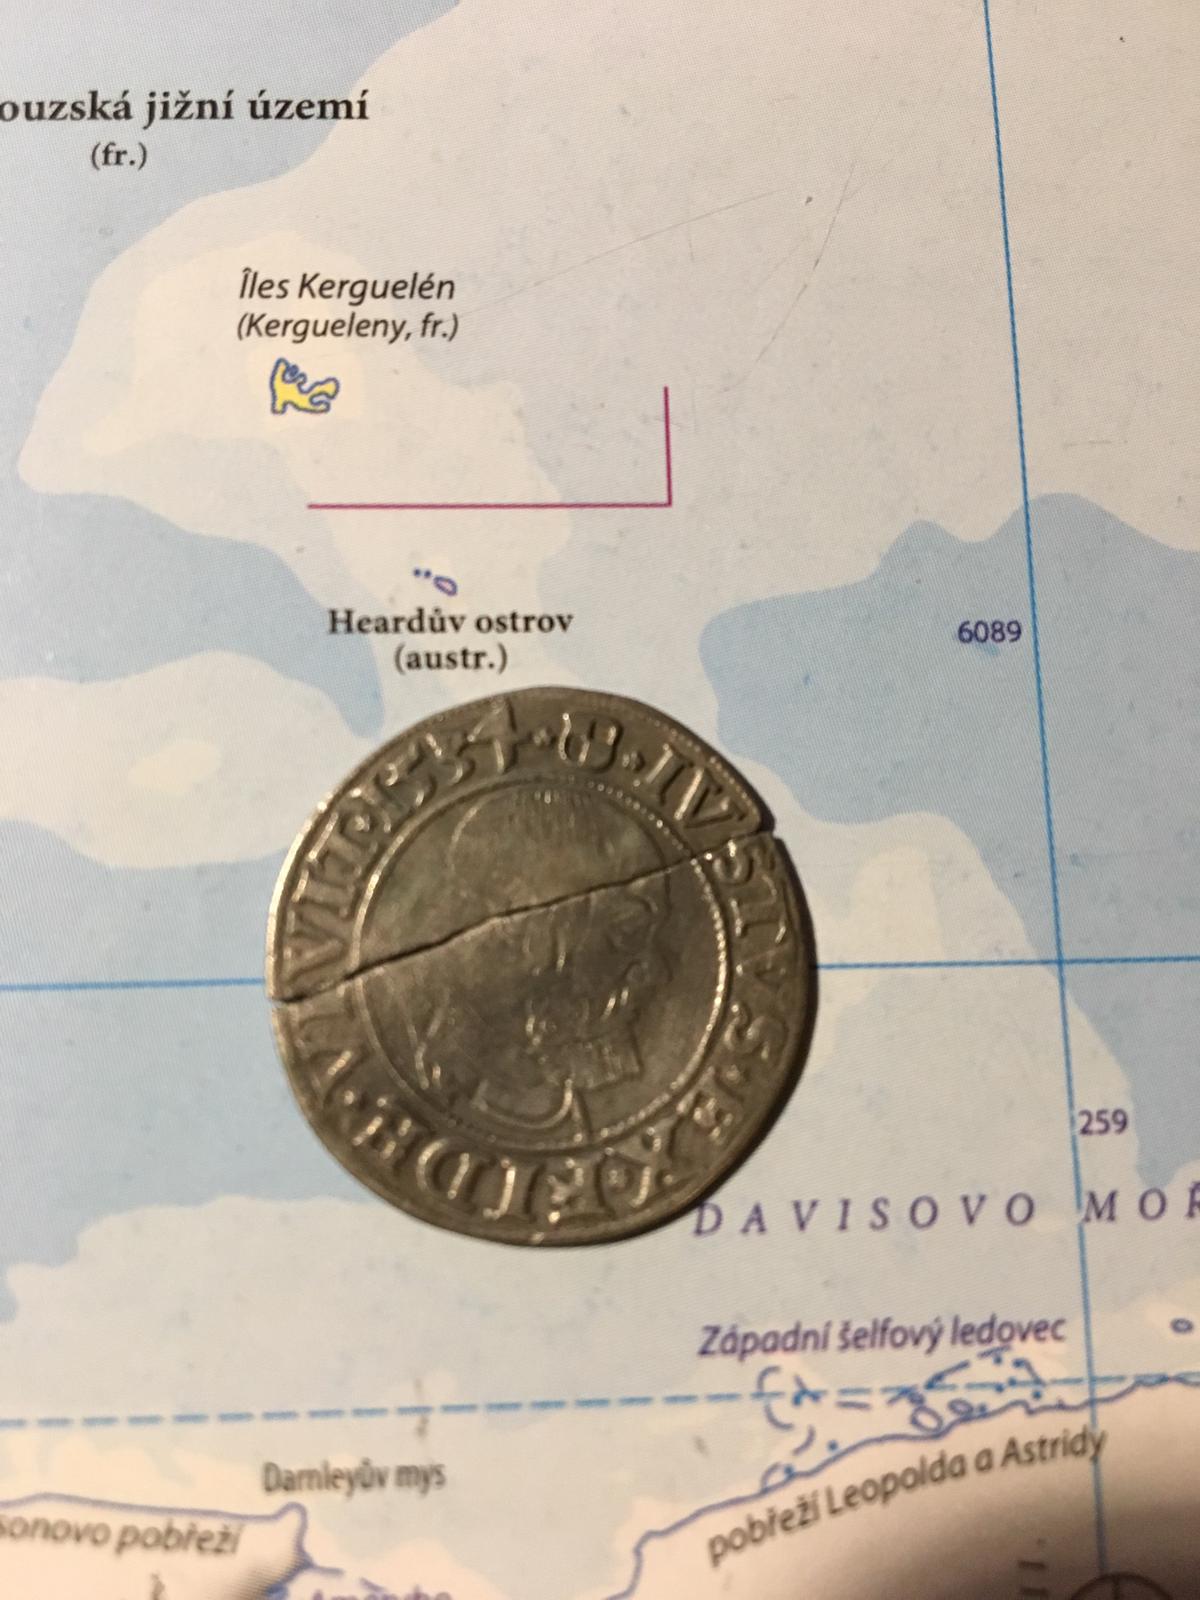 ouzská jižní území
(fr.)
Îles Kerguelén
(Kergueleny, fr.)
Heardův ostrov
(austr.)
6089
IVSTVS·EX·FIDE·VIVIT
1534
259
DAVISOVO MOŘ
Západní šelfový ledovec
Darnleyův mys
pobřeží Leopolda a Astridy
sonovo pobřeží